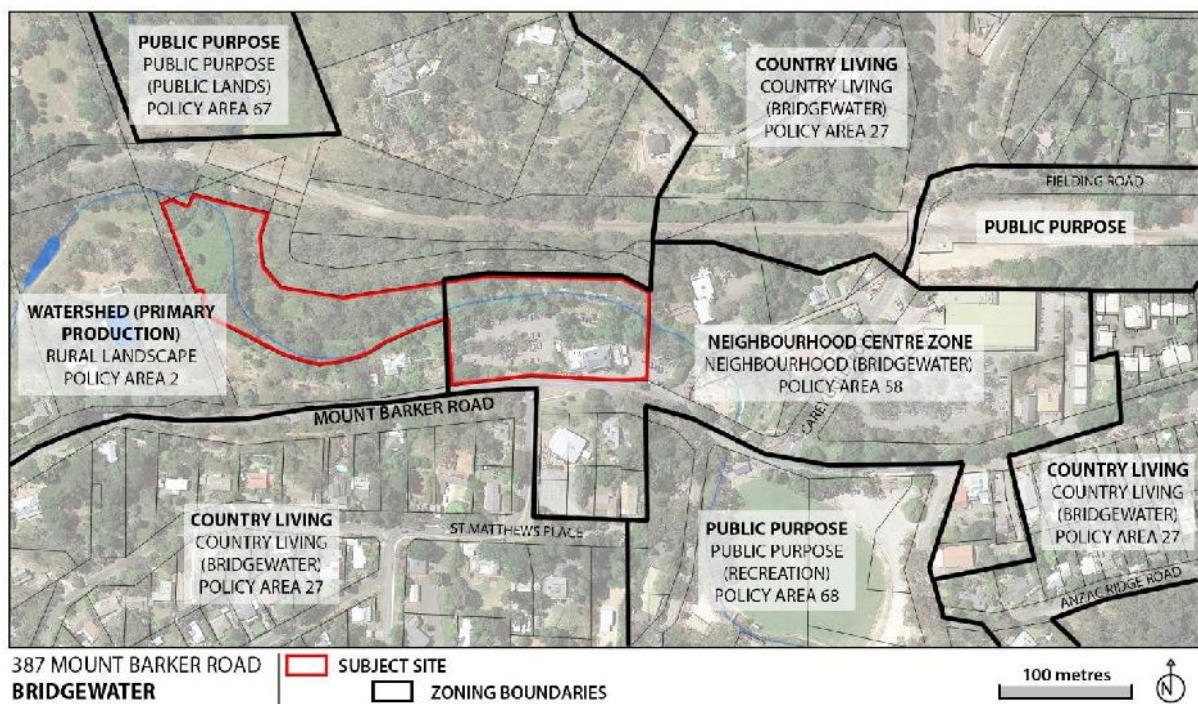 PUBLIC PURPOSE
PUBLIC PURPOSE
(PUBLIC LANDS)
POLICY AREA 67
COUNTRY LIVING
COUNTRY LIVING
(BRIDGEWATER)
POLICY AREA 27
FIELDING ROAD
PUBLIC PURPOSE
WATERSHED (PRIMARY
PRODUCTION)
RURAL LANDSCAPE
POLICY AREA 2
NEIGHBOURHOOD CENTRE ZONE
NEIGHBOURHOOD (BRIDGEWATER)
POLICY AREA 58
MOUNT BARKER ROAD
CAREY
COUNTRY LIVING
COUNTRY LIVING
(BRIDGEWATER)
POLICY AREA 27
ST MATTHEWS PLACE
PUBLIC PURPOSE
PUBLIC PURPOSE
(RECREATION)
POLICY AREA 68
COUNTRY LIVING
COUNTRY LIVING
(BRIDGEWATER)
POLICY AREA 27
ANZAC RIDGE ROAD
387 MOUNT BARKER ROAD
BRIDGEWATER
SUBJECT SITE
ZONING BOUNDARIES
100 metres
N